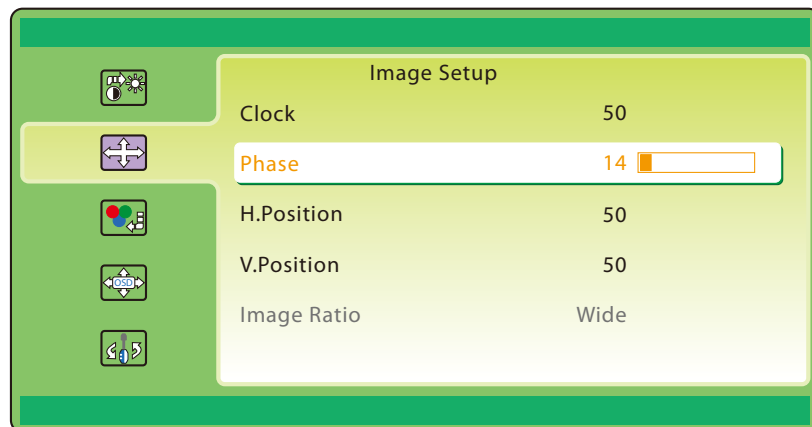 Image Setup
Clock 50
Phase 14
H.Position 50
V.Position 50
OSD
Image Ratio Wide